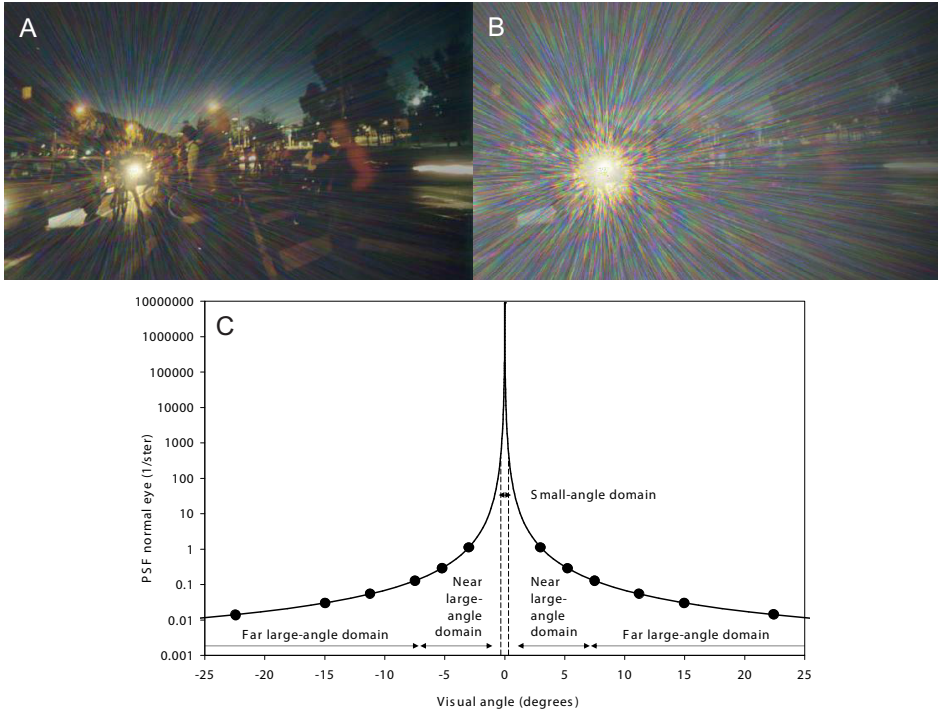 A
B
C
10000000
1000000
100000
10000
1000
100
10
1
0.1
0.01
0.001
PSF normal eye (1/ster)
Small-angle domain
Near
large-
angle
domain
Near
large-
angle
domain
Far large-angle domain
Far large-angle domain
-25 -20 -15 -10 -5 0 5 10 15 20 25
Visual angle (degrees)